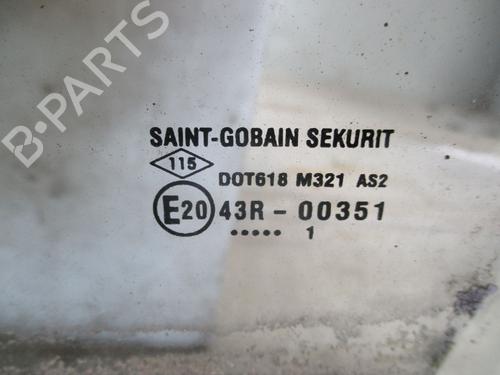 B-PARTS
SAINT-GOBAIN SEKURIT
115
DOT618 M321 AS2
E20 43R - 00351
..... 1